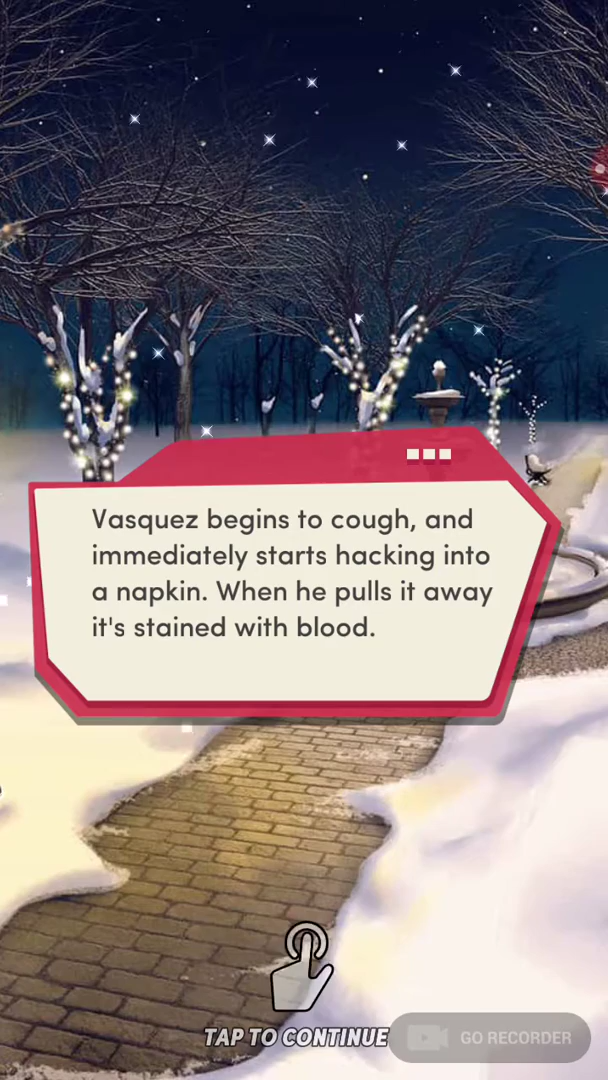 Vasquez begins to cough, and
immediately starts hacking into
a napkin. When he pulls it away
it's stained with blood.
TAP TO CONTINUE
GO RECORDER